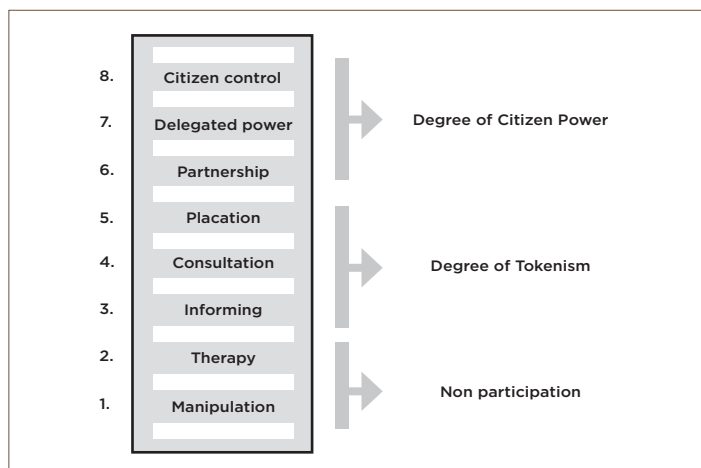 8. Citizen control
7. Delegated power
6. Partnership
Degree of Citizen Power
5. Placation
4. Consultation
3. Informing
Degree of Tokenism
2. Therapy
1. Manipulation
Non participation